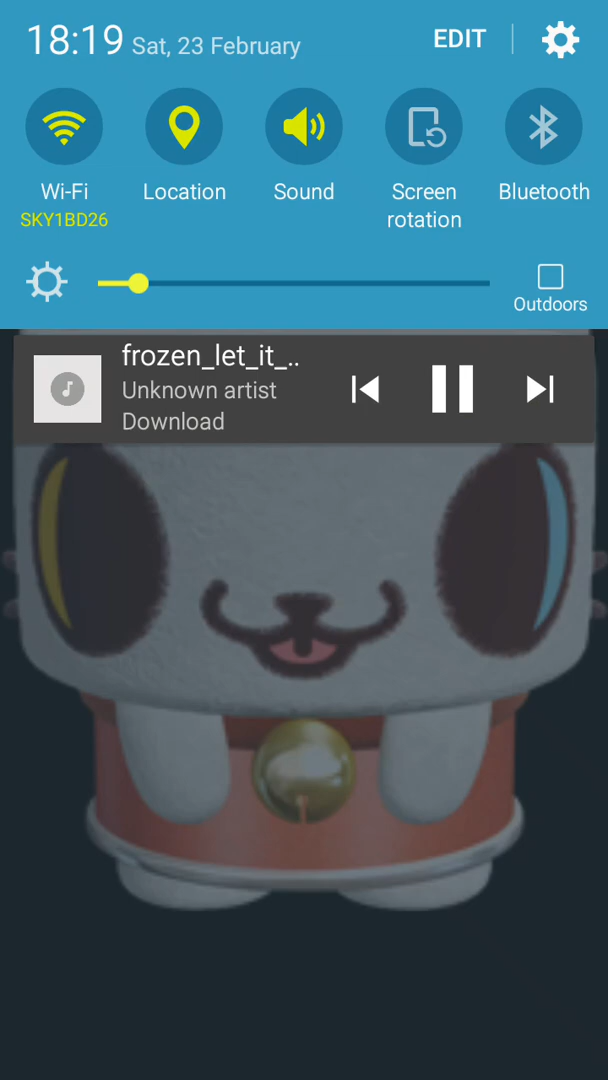 18:19 Sat, 23 February EDIT
Wi-Fi Location Sound Screen rotation Bluetooth
SKY1BD26
Outdoors
frozen_let_it_..
Unknown artist
Download